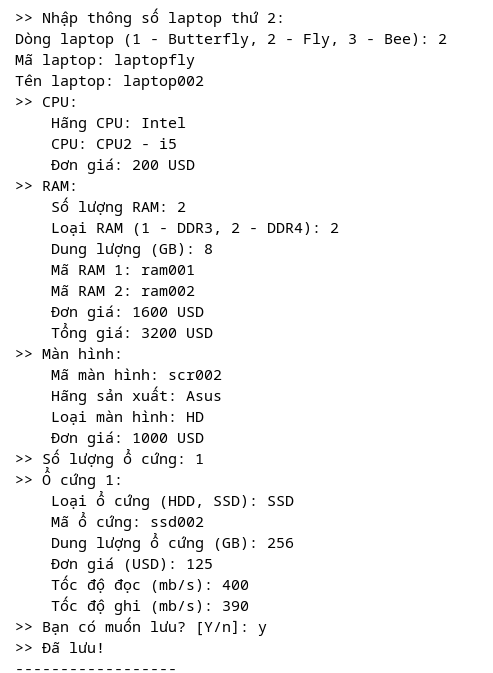 >> Nhập thông số laptop thứ 2:
Dòng laptop (1 - Butterfly, 2 - Fly, 3 - Bee): 2
Mã laptop: laptopfly
Tên laptop: laptop002
>> CPU:
    Hãng CPU: Intel
    CPU: CPU2 - i5
    Đơn giá: 200 USD
>> RAM:
    Số lượng RAM: 2
    Loại RAM (1 - DDR3, 2 - DDR4): 2
    Dung lượng (GB): 8
    Mã RAM 1: ram001
    Mã RAM 2: ram002
    Đơn giá: 1600 USD
    Tổng giá: 3200 USD
>> Màn hình:
    Mã màn hình: scr002
    Hãng sản xuất: Asus
    Loại màn hình: HD
    Đơn giá: 1000 USD
>> Số lượng ổ cứng: 1
>> Ổ cứng 1:
    Loại ổ cứng (HDD, SSD): SSD
    Mã ổ cứng: ssd002
    Dung lượng ổ cứng (GB): 256
    Đơn giá (USD): 125
    Tốc độ đọc (mb/s): 400
    Tốc độ ghi (mb/s): 390
>> Bạn có muốn lưu? [Y/n]: y
>> Đã lưu!
------------------